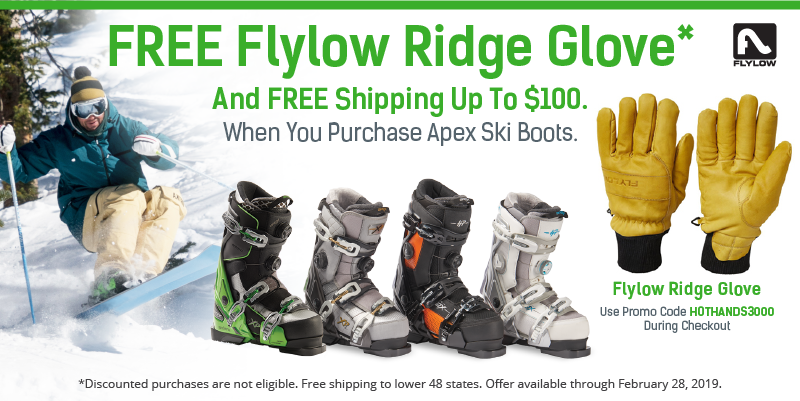 FREE Flylow Ridge Glove*
And FREE Shipping Up To $100.
When You Purchase Apex Ski Boots.
FLYLOW
FLYLOW
Flylow Ridge Glove
Use Promo Code HOTHANDS3000
During Checkout
*Discounted purchases are not eligible. Free shipping to lower 48 states. Offer available through February 28, 2019.